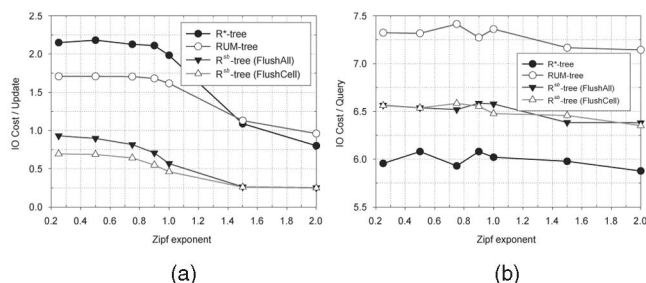 2.5
2.0
1.5
1.0
0.5
0.0
IO Cost / Update
R*-tree
RUM-tree
R^sb-tree (FlushAll)
R^sb-tree (FlushCell)
0.2 0.4 0.6 0.8 1.0 1.2 1.4 1.6 1.8 2.0
Zipf exponent
(a)
7.5
7.0
6.5
6.0
5.5
IO Cost / Query
R*-tree
RUM-tree
R^sb-tree (FlushAll)
R^sb-tree (FlushCell)
0.2 0.4 0.6 0.8 1.0 1.2 1.4 1.6 1.8 2.0
Zipf exponent
(b)